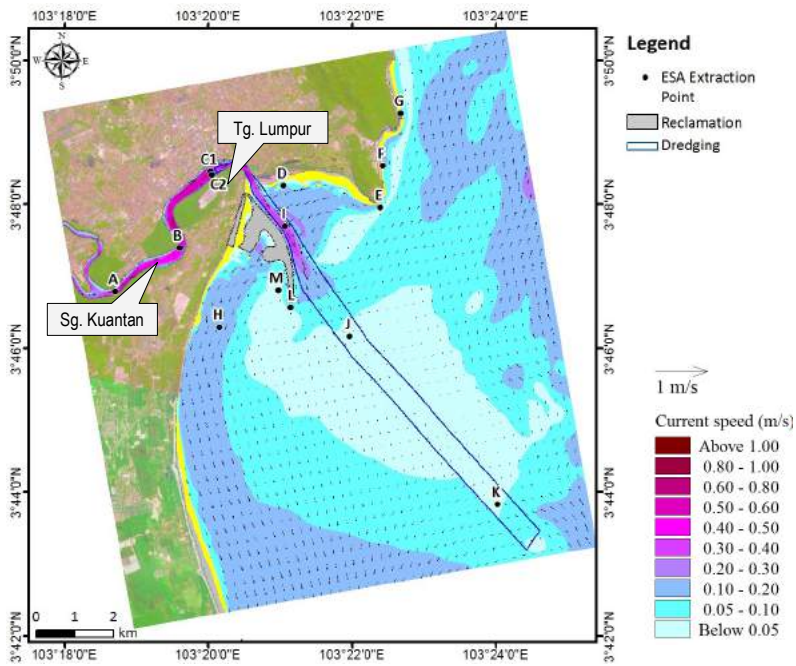 103°18'0"E 103°20'0"E 103°22'0"E 103°24'0"E
3°50'0"N
3°48'0"N
3°46'0"N
3°44'0"N
3°42'0"N
N
W E
S
Tg. Lumpur
G
F
C1
C2
D
E
I
B
A
M
L
Sg. Kuantan
H
J
K
0 1 2
km
3°50'0"N
3°48'0"N
3°46'0"N
3°44'0"N
3°42'0"N
103°18'0"E 103°20'0"E 103°22'0"E 103°24'0"E
Legend
ESA Extraction
Point
Reclamation
Dredging
1 m/s
Current speed (m/s)
Above 1.00
0.80 - 1.00
0.60 - 0.80
0.50 - 0.60
0.40 - 0.50
0.30 - 0.40
0.20 - 0.30
0.10 - 0.20
0.05 - 0.10
Below 0.05